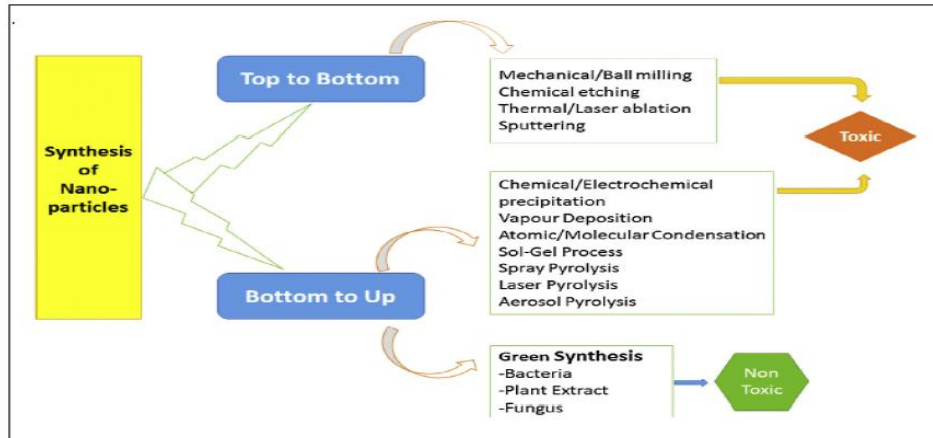 .
Synthesis
of
Nano-
particles
Top to Bottom
Bottom to Up
Mechanical/Ball milling
Chemical etching
Thermal/Laser ablation
Sputtering
Chemical/Electrochemical
precipitation
Vapour Deposition
Atomic/Molecular Condensation
Sol-Gel Process
Spray Pyrolysis
Laser Pyrolysis
Aerosol Pyrolysis
Green Synthesis
-Bacteria
-Plant Extract
-Fungus
Toxic
Non
Toxic